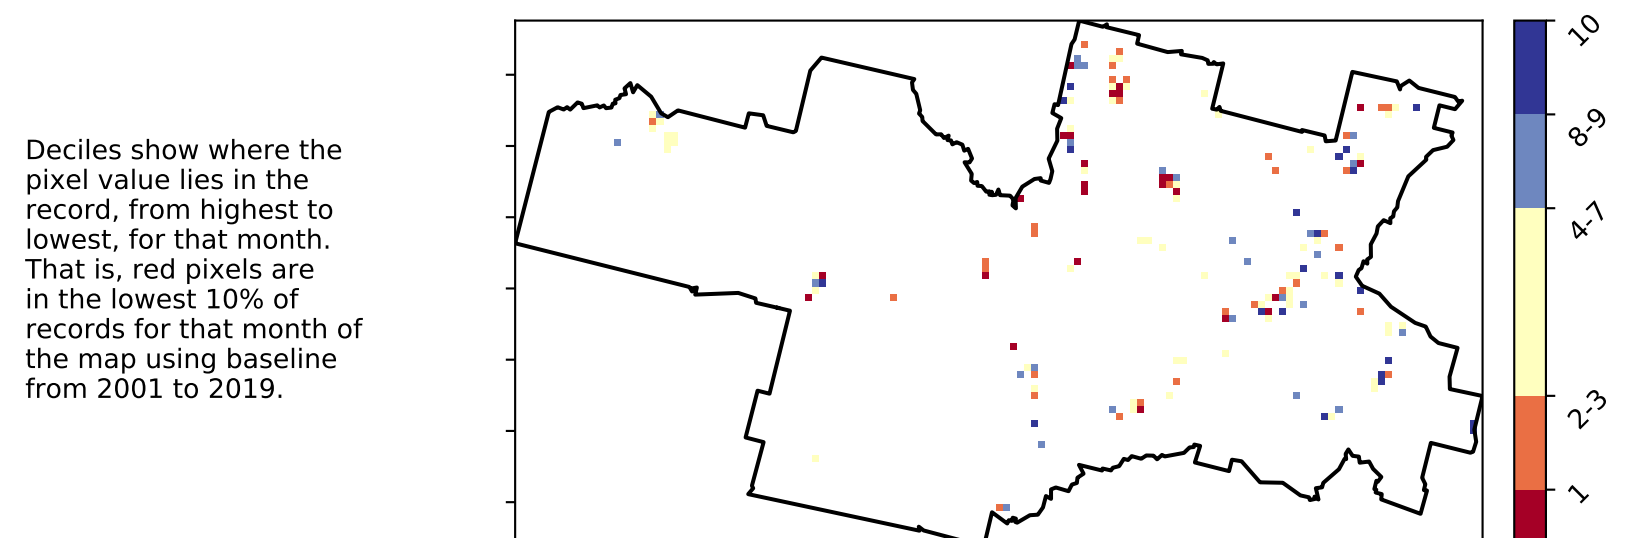 Deciles show where the
pixel value lies in the
record, from highest to
lowest, for that month.
That is, red pixels are
in the lowest 10% of
records for that month of
the map using baseline
from 2001 to 2019.
10
8-9
4-7
2-3
1